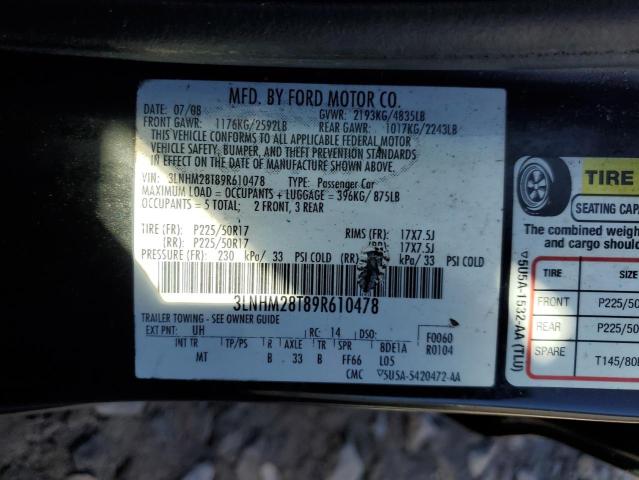 MFD. BY FORD MOTOR CO.
DATE: 07/08 GVWR: 2193KG/4835LB
FRONT GAWR: 1176KG/2592LB REAR GAWR: 1017KG/2243LB
THIS VEHICLE CONFORMS TO ALL APPLICABLE FEDERAL MOTOR
VEHICLE SAFETY, BUMPER, AND THEFT PREVENTION STANDARDS
IN EFFECT ON THE DATE OF MANUFACTURE SHOWN ABOVE.
VIN: 3LNHM28T89R610478 TYPE: Passenger Car
MAXIMUM LOAD = OCCUPANTS + LUGGAGE = 396KG/875LB
OCCUPANTS = 5 TOTAL; 2 FRONT, 3 REAR
TIRE (FR): P225/50R17 RIMS (FR): 17X7.5J
(RR): P225/50R17 (RR): 17X7.5J
PRESSURE (FR): 230 kPa/33 PSI COLD (RR) kPa/33 PSI COLD
3LNHM28T89R610478
TRAILER TOWING - SEE OWNER GUIDE
EXT PNT: UH RC: 14 DSO: F0060
INT TR TP/PS R AXLE TR SPR BDE1A R0104
MT B 33 B FF66 LOS
CMC 5U5A-5420472-AA
TIRE
SEATING CAPA
The combined weigh
and cargo should
TIRE SIZE
FRONT P225/50
REAR P225/50
SPARE T145/80
5U5A-1532-AA (TLU)